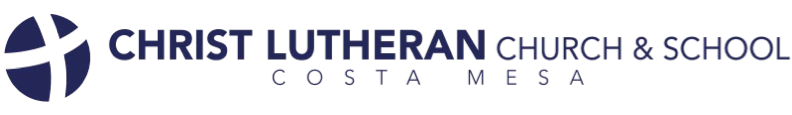 CHRIST LUTHERAN CHURCH & SCHOOL
COSTA MESA